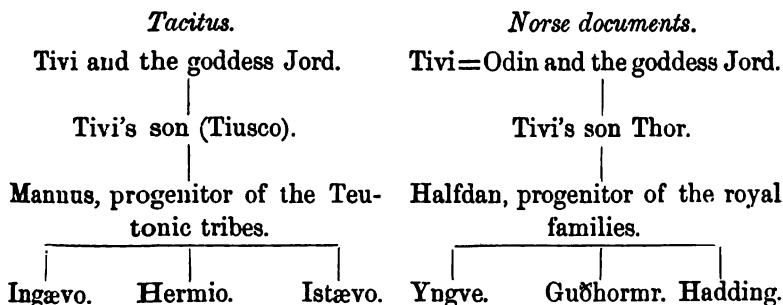 Tacitus.
Tivi and the goddess Jord.
Tivi's son (Tiusco).
Mannus, progenitor of the Teu-
tonic tribes.
Ingævo. Hermio. Istævo.
Norse documents.
Tivi=Odin and the goddess Jord.
Tivi's son Thor.
Halfdan, progenitor of the royal
families.
Yngve. Guðhormr. Hadding.